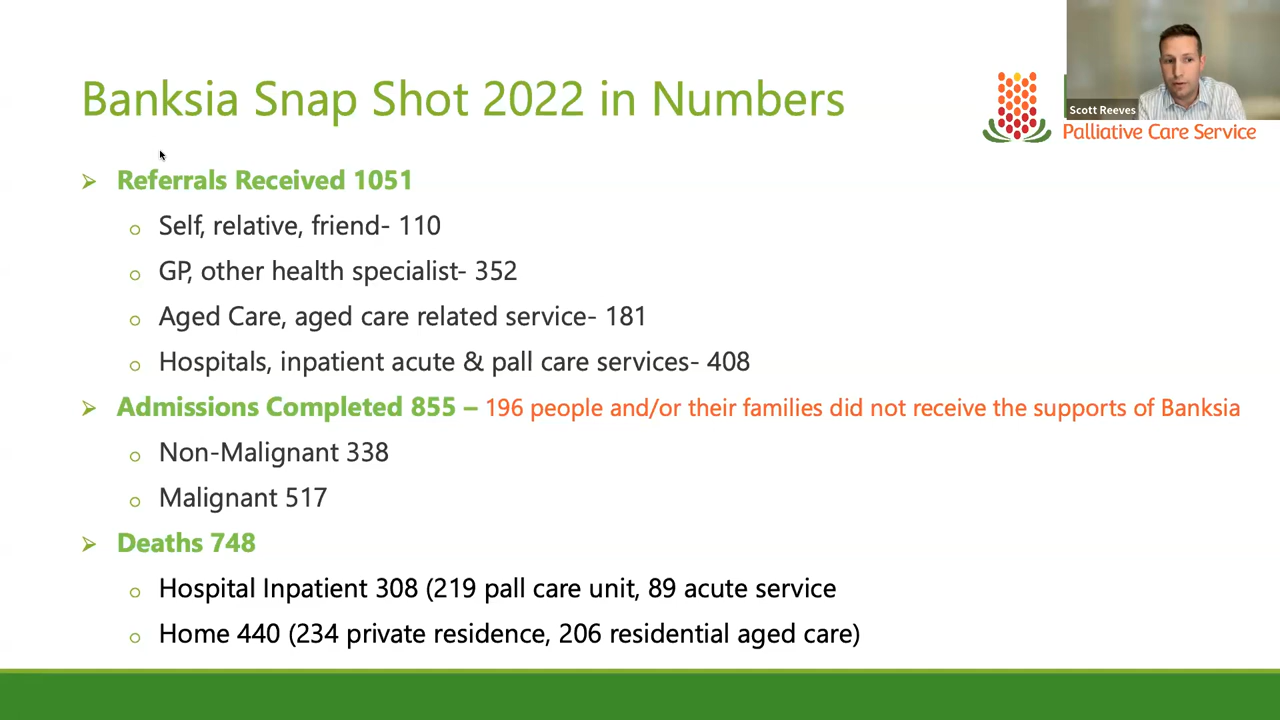 Banksia Snap Shot 2022 in Numbers
Scott Reeves
Palliative Care Service
➢ Referrals Received 1051
o Self, relative, friend- 110
o GP, other health specialist- 352
o Aged Care, aged care related service- 181
o Hospitals, inpatient acute & pall care services- 408
➢ Admissions Completed 855 – 196 people and/or their families did not receive the supports of Banksia
o Non-Malignant 338
o Malignant 517
➢ Deaths 748
o Hospital Inpatient 308 (219 pall care unit, 89 acute service
o Home 440 (234 private residence, 206 residential aged care)